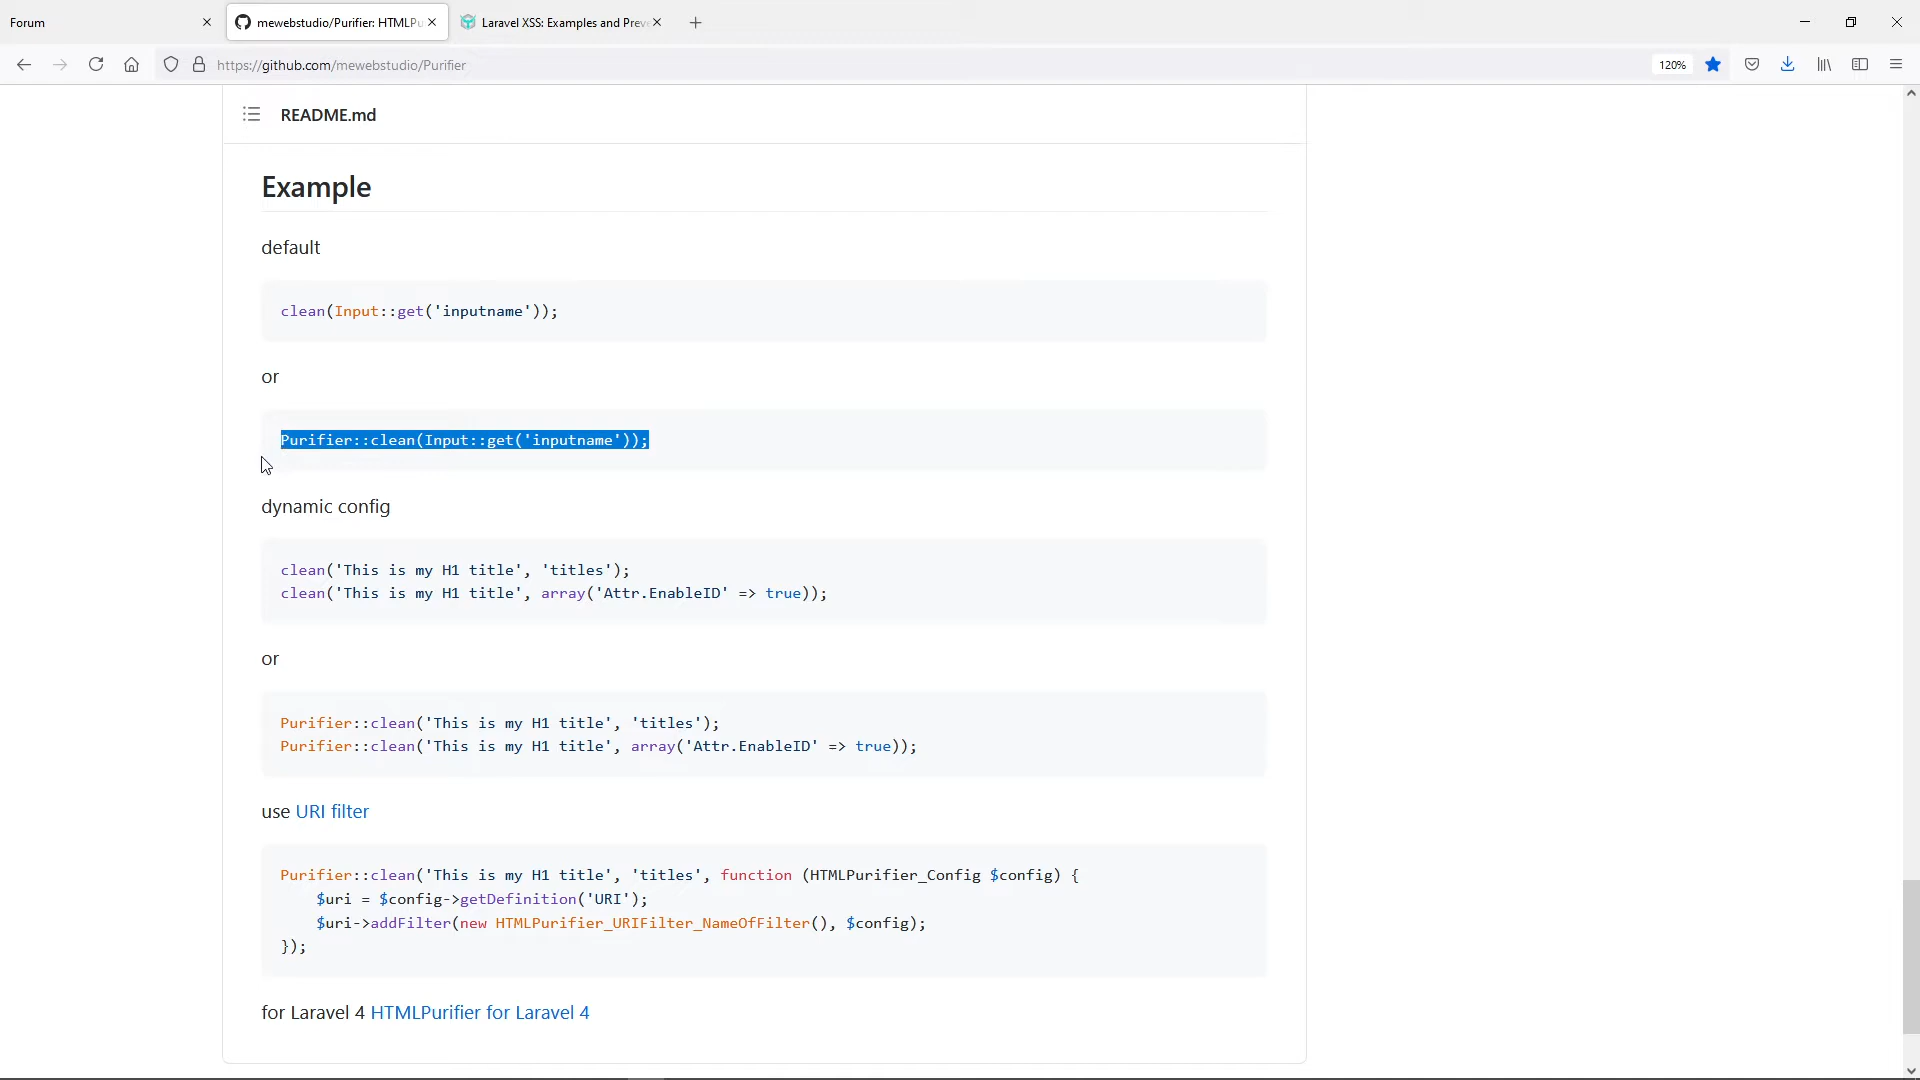 Forum
mewebstudio/Purifier: HTMLPu
Laravel XSS: Examples and Preve
https://github.com/mewebstudio/Purifier
120%
README.md
Example
default
clean(Input::get('inputname'));
or
Purifier::clean(Input::get('inputname'));
dynamic config
clean('This is my H1 title', 'titles');
clean('This is my H1 title', array('Attr.EnableID' => true));
or
Purifier::clean('This is my H1 title', 'titles');
Purifier::clean('This is my H1 title', array('Attr.EnableID' => true));
use URI filter
Purifier::clean('This is my H1 title', 'titles', function (HTMLPurifier_Config $config) {
$uri = $config->getDefinition('URI');
$uri->addFilter(new HTMLPurifier_URIFilter_NameOfFilter(), $config);
});
for Laravel 4 HTMLPurifier for Laravel 4